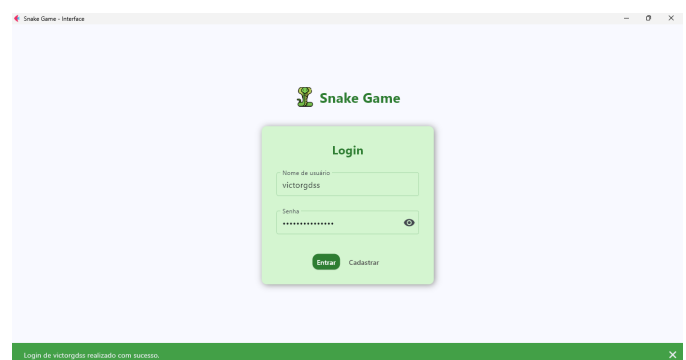 Snake Game - Interface
Snake Game
Login
Nome de usuário
victorgdss
Senha
•••••••••••••••
Entrar Cadastrar
Login de victorgdss realizado com sucesso.